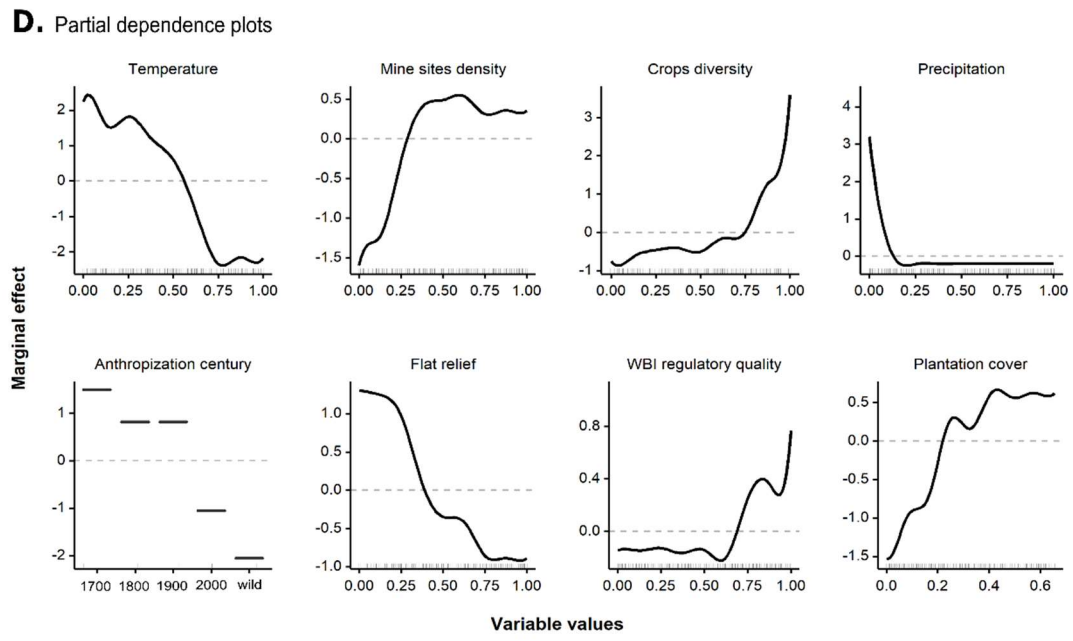 D. Partial dependence plots
Temperature
2
1
0
-1
-2
0.00 0.25 0.50 0.75 1.00
Mine sites density
0.5
0.0
-0.5
-1.0
-1.5
0.00 0.25 0.50 0.75 1.00
Crops diversity
3
2
1
0
-1
0.00 0.25 0.50 0.75 1.00
Precipitation
4
3
2
1
0
0.00 0.25 0.50 0.75 1.00
Marginal effect
Anthropization century
1
0
-1
-2
1700 1800 1900 2000 wild
Flat relief
1.0
0.5
0.0
-0.5
-1.0
0.00 0.25 0.50 0.75 1.00
WBI regulatory quality
0.8
0.4
0.0
0.00 0.25 0.50 0.75 1.00
Plantation cover
0.5
0.0
-0.5
-1.0
-1.5
0.0 0.2 0.4 0.6
Variable values